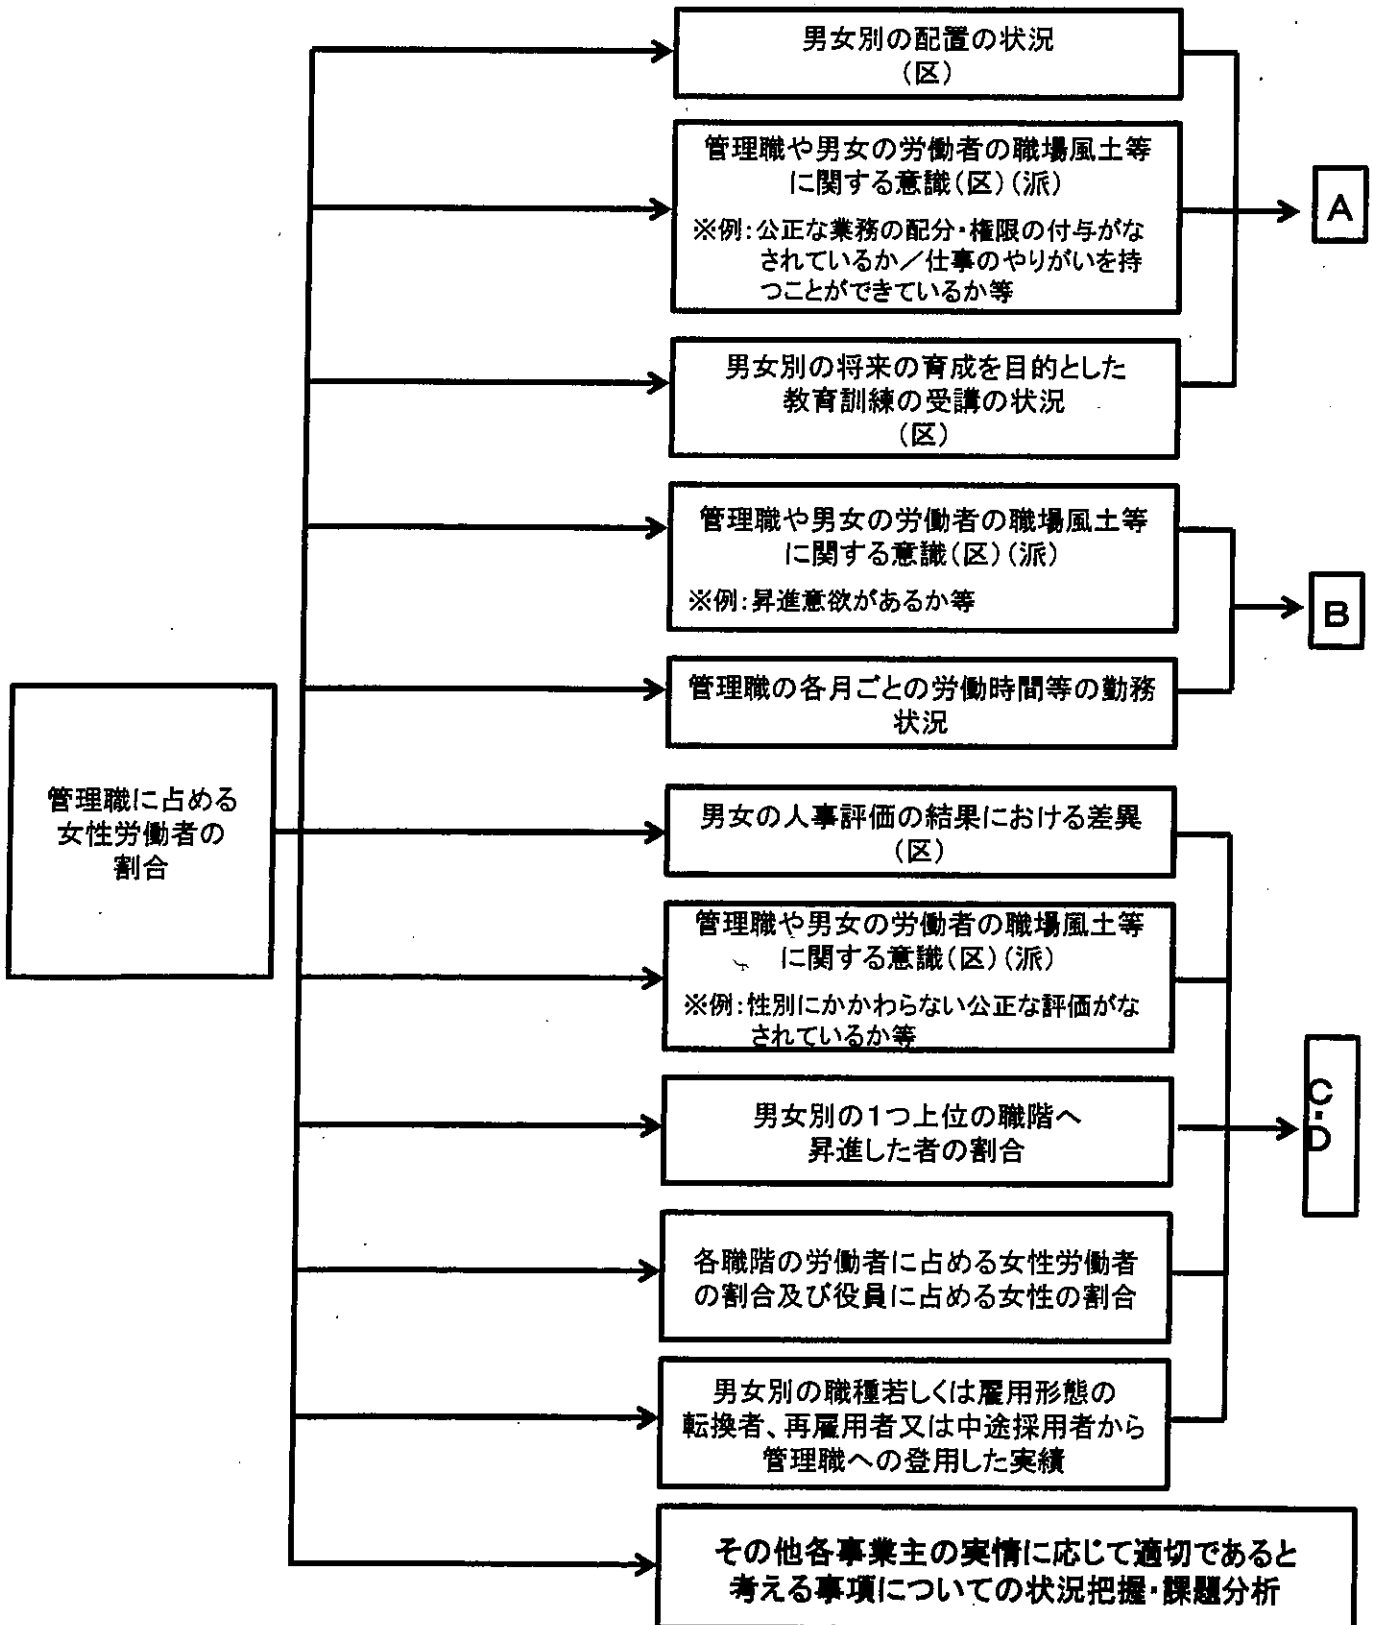 男女別の配置の状況
(区)
管理職や男女の労働者の職場風土等
に関する意識(区)(派)
※例:公正な業務の配分・権限の付与がな
されているか／仕事のやりがいを持
つことができているか等
A
男女別の将来の育成を目的とした
教育訓練の受講の状況
(区)
管理職や男女の労働者の職場風土等
に関する意識(区)(派)
※例:昇進意欲があるか等
B
管理職の各月ごとの労働時間等の勤務
状況
管理職に占める
女性労働者の
割合
男女の人事評価の結果における差異
(区)
管理職や男女の労働者の職場風土等
に関する意識(区)(派)
※例:性別にかかわらない公正な評価がな
されているか等
男女別の1つ上位の職階へ
昇進した者の割合
C
・
D
各職階の労働者に占める女性労働者
の割合及び役員に占める女性の割合
男女別の職種若しくは雇用形態の
転換者、再雇用者又は中途採用者から
管理職への登用した実績
その他各事業主の実情に応じて適切であると
考える事項についての状況把握・課題分析